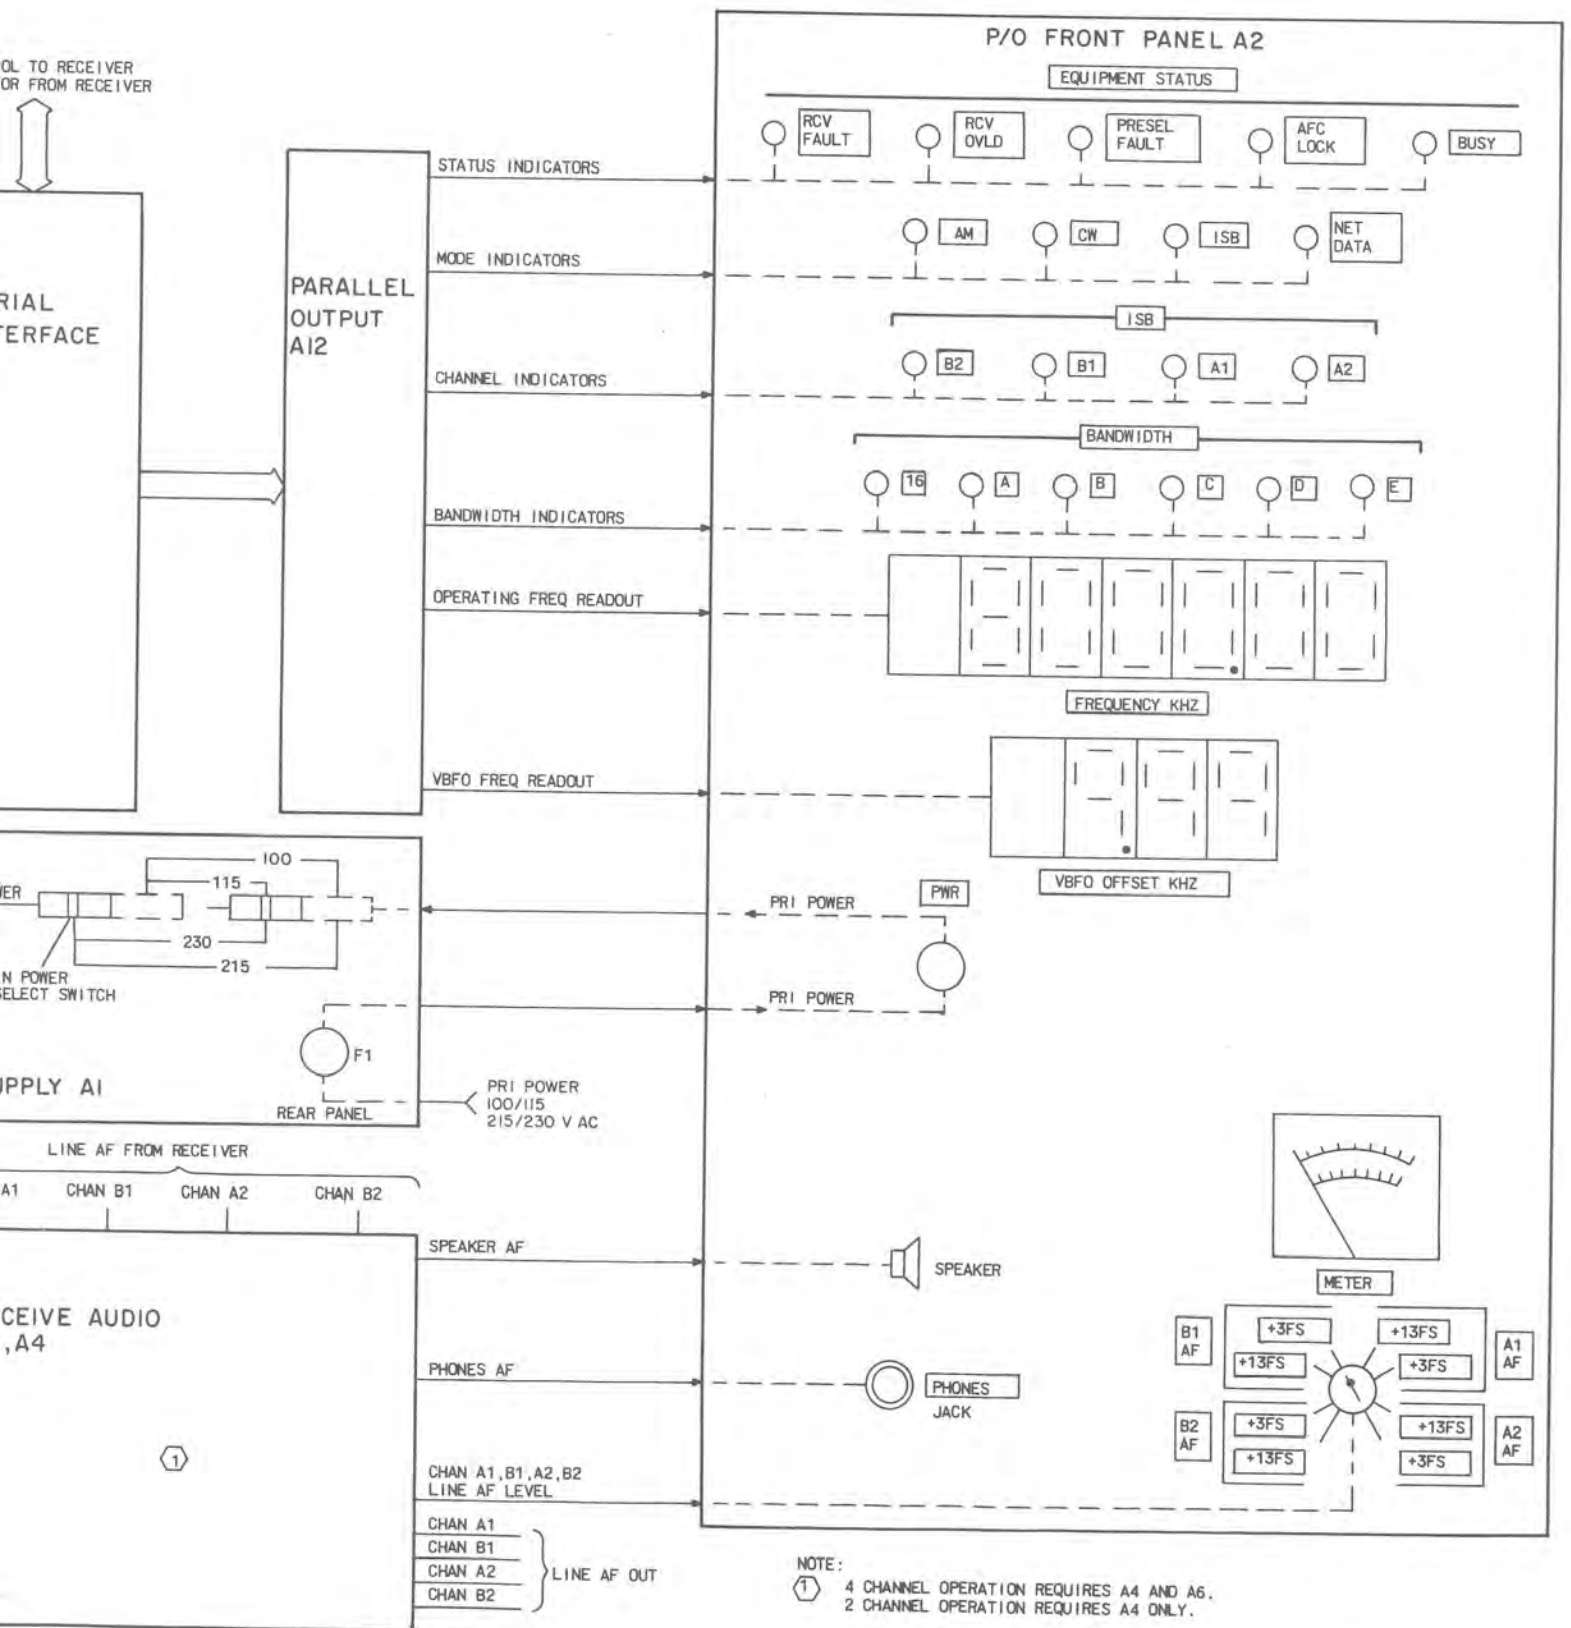 P/O FRONT PANEL A2
EQUIPMENT STATUS
OL TO RECEIVER
OR FROM RECEIVER
RCV
FAULT
RCV
OVLD
PRESEL
FAULT
AFC
LOCK
BUSY
STATUS INDICATORS
AM
CW
ISB
NET
DATA
MODE INDICATORS
RIAL
TERFACE
PARALLEL
OUTPUT
A12
ISB
B2
B1
A1
A2
CHANNEL INDICATORS
BANDWIDTH
16
A
B
C
D
E
BANDWIDTH INDICATORS
OPERATING FREQ READOUT
FREQUENCY KHZ
VBFO FREQ READOUT
VBFO OFFSET KHZ
100
115
ER
230
215
N POWER
SELECT SWITCH
PRI POWER
PWR
PRI POWER
F1
UPPLY A1
REAR PANEL
PRI POWER
100/115
215/230 V AC
LINE AF FROM RECEIVER
A1
CHAN B1
CHAN A2
CHAN B2
SPEAKER AF
SPEAKER
METER
CEIVE AUDIO
,A4
B1
AF
+3FS
+13FS
+13FS
+3FS
A1
AF
PHONES AF
PHONES
JACK
B2
AF
+3FS
+13FS
+13FS
+3FS
A2
AF
1
CHAN A1,B1,A2,B2
LINE AF LEVEL
CHAN A1
CHAN B1
CHAN A2
CHAN B2
LINE AF OUT
NOTE:
1 4 CHANNEL OPERATION REQUIRES A4 AND A6.
2 CHANNEL OPERATION REQUIRES A4 ONLY.